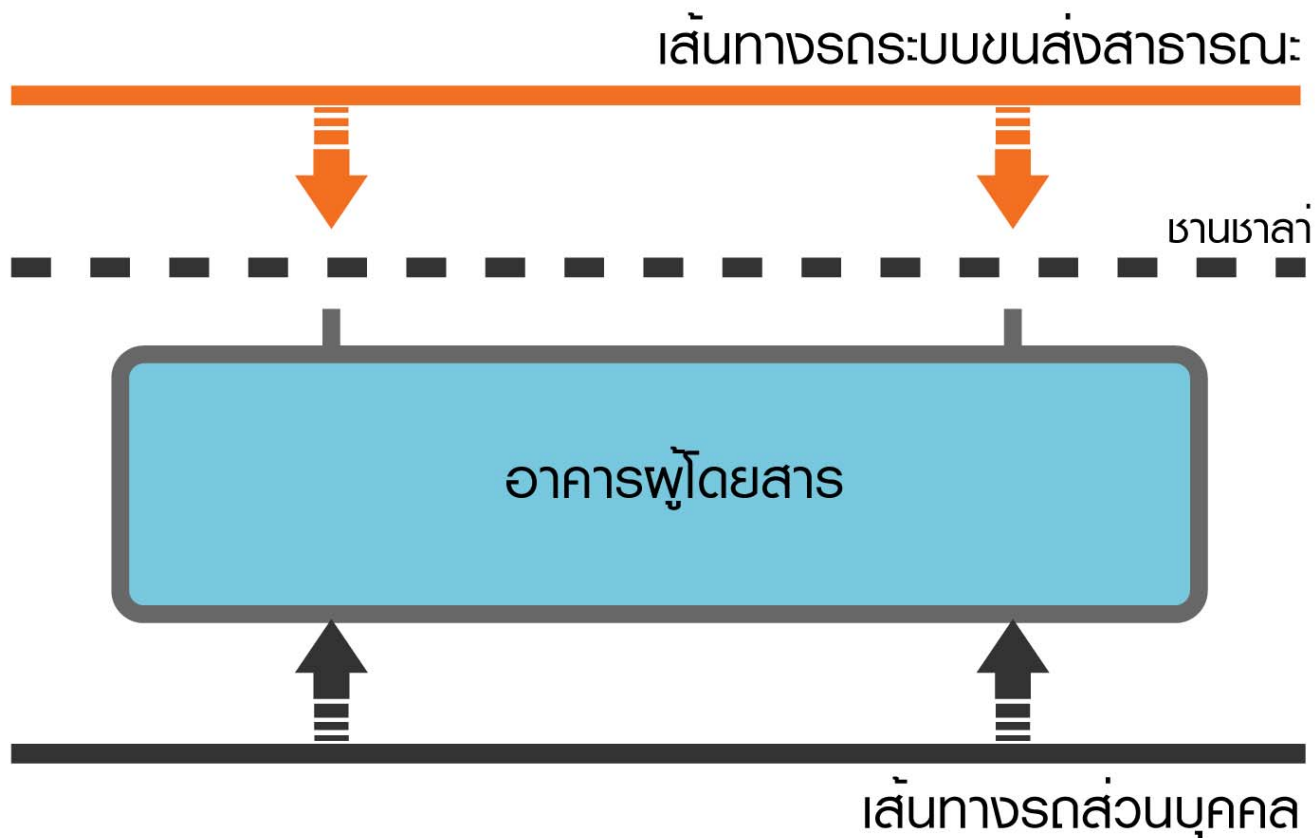 เส้นทางรถระบบขนส่งสาธารณะ
ชานชาล่า
อาคารผู้โดยสาร
เส้นทางรถส่วนบุคคล